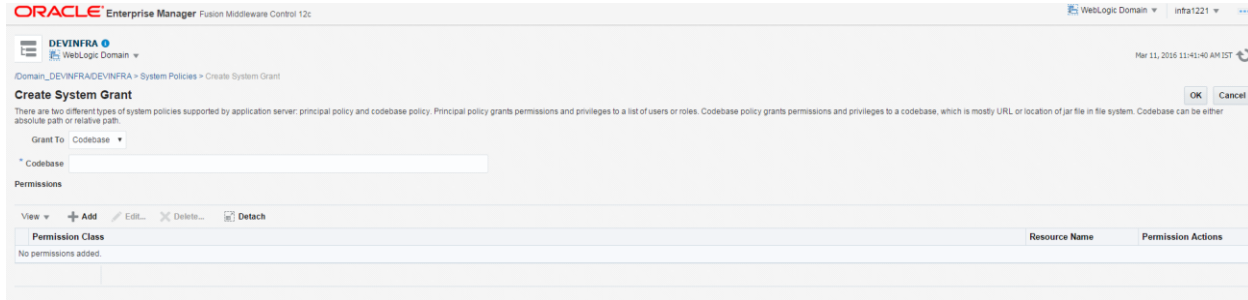 ORACLE Enterprise Manager Fusion Middleware Control 12c
WebLogic Domain infra1221
DEVINFRA
WebLogic Domain
Mar 11, 2016 11:41:40 AM IST
/Domain_DEVINFRA/DEVINFRA > System Policies > Create System Grant
Create System Grant
OK Cancel
There are two different types of system policies supported by application server: principal policy and codebase policy. Principal policy grants permissions and privileges to a list of users or roles. Codebase policy grants permissions and privileges to a codebase, which is mostly URL or location of jar file in file system. Codebase can be either
absolute path or relative path.
Grant To Codebase
* Codebase
Permissions
View Add Edit... Delete... Detach
Permission Class Resource Name Permission Actions
No permissions added.